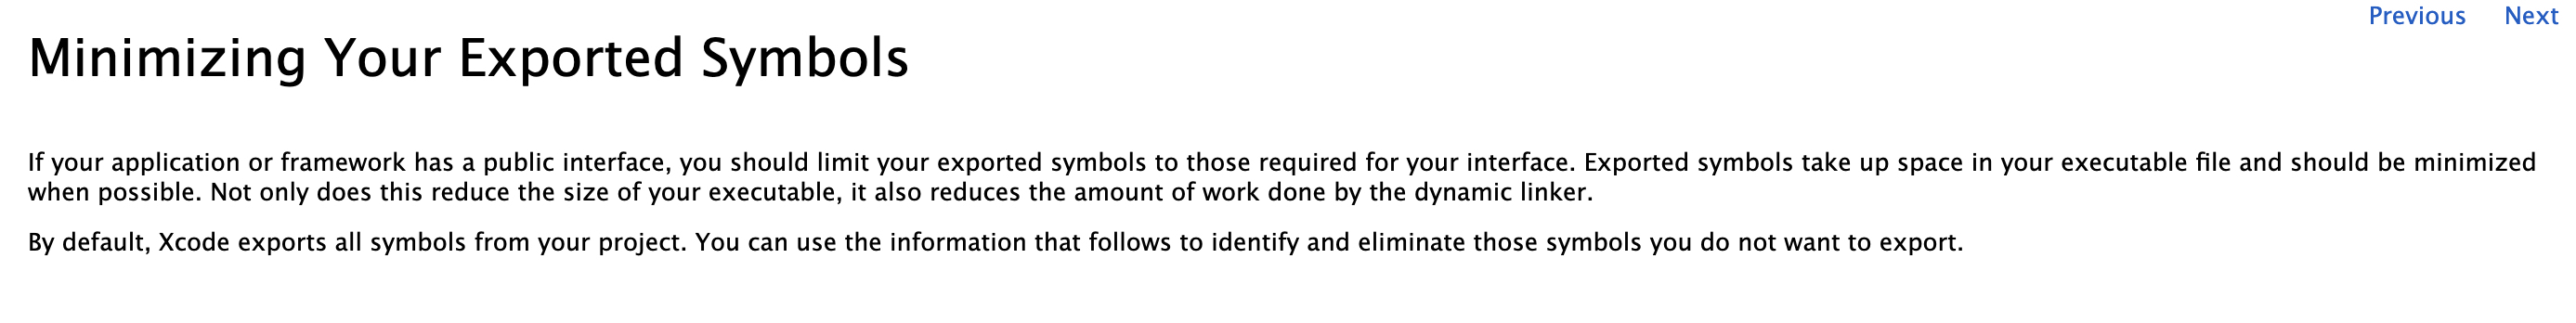 Previous Next
Minimizing Your Exported Symbols
If your application or framework has a public interface, you should limit your exported symbols to those required for your interface. Exported symbols take up space in your executable file and should be minimized
when possible. Not only does this reduce the size of your executable, it also reduces the amount of work done by the dynamic linker.
By default, Xcode exports all symbols from your project. You can use the information that follows to identify and eliminate those symbols you do not want to export.